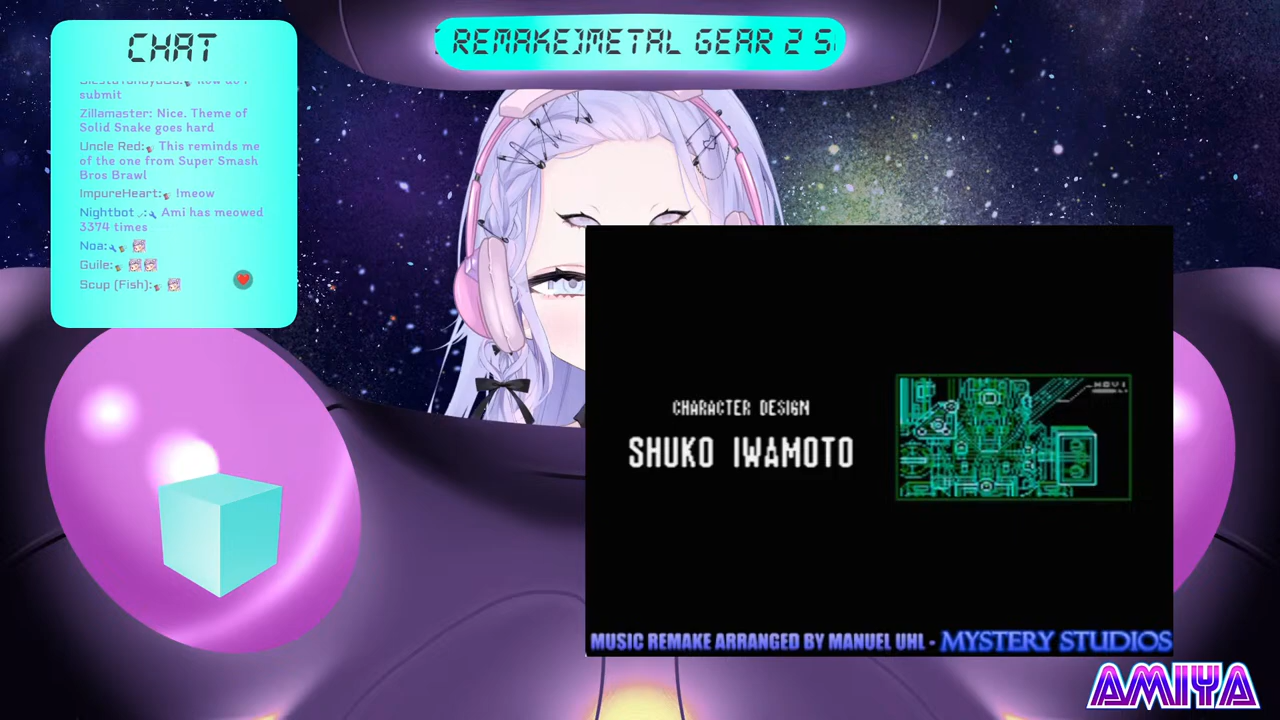 CHAT
submit
Zillamaster: Nice. Theme of
Solid Snake goes hard
Uncle Red: This reminds me
of the one from Super Smash
Bros Brawl
ImpureHeart: !meow
Nightbot: Ami has meowed
3374 times
Noa:
Guile:
Scup (Fish):
REMAKE]METAL GEAR 2 S
CHARACTER DESIGN
SHUKO IWAMOTO
MUSIC REMAKE ARRANGED BY MANUEL UHL - MYSTERY STUDIOS
AMIYA